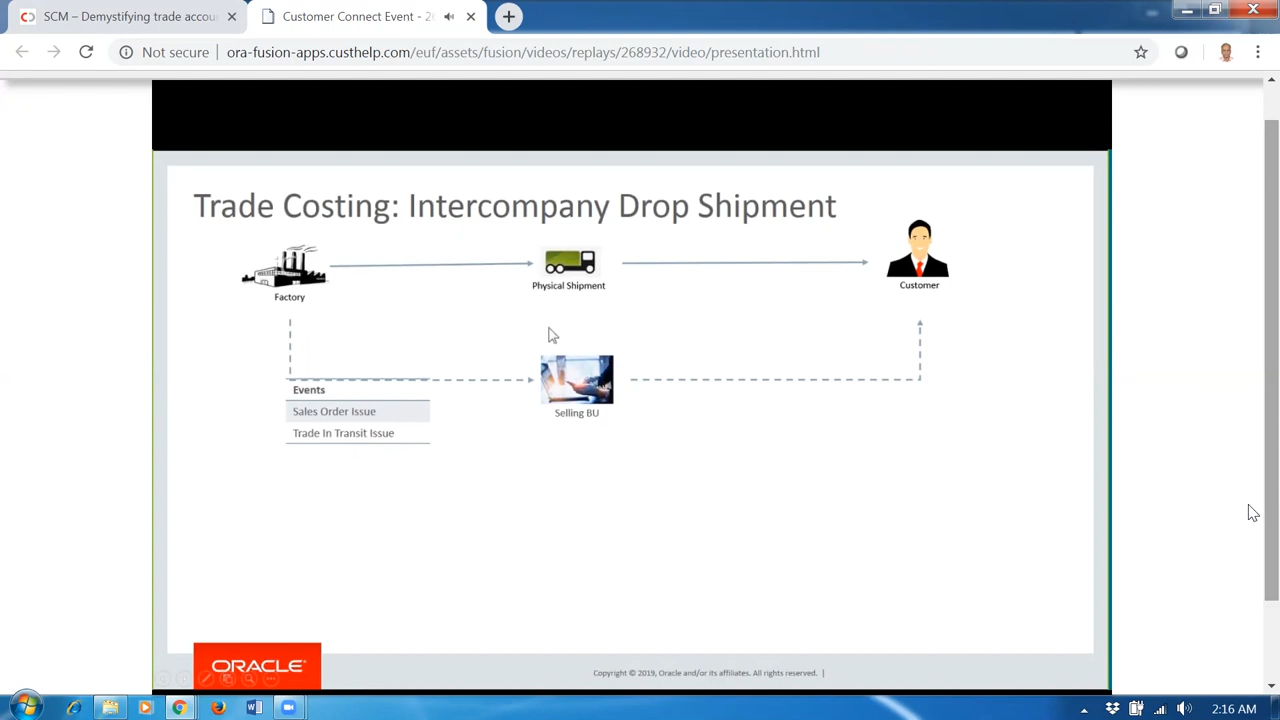 SCM – Demystifying trade accou
Customer Connect Event - 26
Not secure
ora-fusion-apps.custhelp.com/euf/assets/fusion/videos/replays/268932/video/presentation.html
Trade Costing: Intercompany Drop Shipment
Factory
Physical Shipment
Customer
Events
Sales Order Issue
Trade In Transit Issue
Selling BU
ORACLE®
Copyright © 2019, Oracle and/or its affiliates. All rights reserved. |
2:16 AM